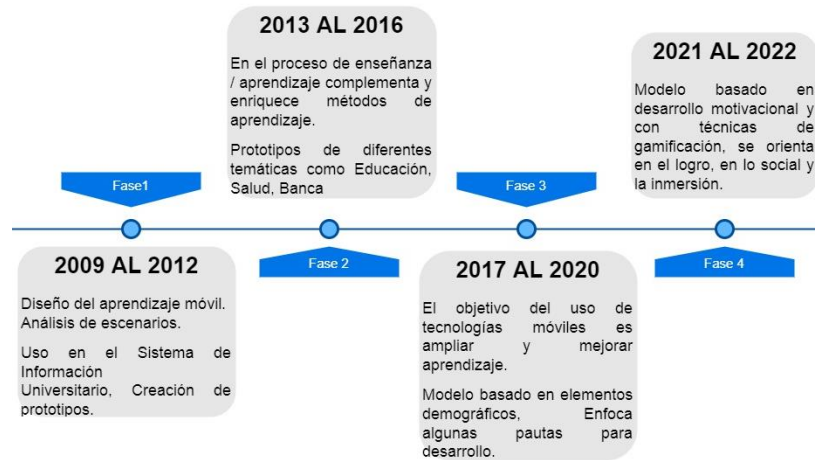 2013 AL 2016
En el proceso de enseñanza
/ aprendizaje complementa y
enriquece métodos de
aprendizaje.
Prototipos de diferentes
temáticas como Educación,
Salud, Banca
2021 AL 2022
Modelo basado en
desarrollo motivacional y
con técnicas de
gamificación, se orienta
en el logro, en lo social y
la inmersión.
Fase1
Fase 3
Fase 2
Fase 4
2009 AL 2012
Diseño del aprendizaje móvil.
Análisis de escenarios.
Uso en el Sistema de
Información
Universitario, Creación de
prototipos.
2017 AL 2020
El objetivo del uso de
tecnologías móviles es
ampliar y mejorar
aprendizaje.
Modelo basado en elementos
demográficos, Enfoca
algunas pautas para
desarrollo.